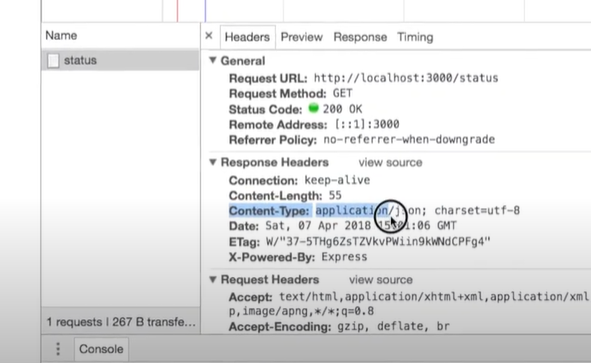 Name
× Headers Preview Response Timing
status
▼ General
Request URL: http://localhost:3000/status
Request Method: GET
Status Code: 200 OK
Remote Address: [::1]:3000
Referrer Policy: no-referrer-when-downgrade
▼ Response Headers view source
Connection: keep-alive
Content-Length: 55
Content-Type: application/json; charset=utf-8
Date: Sat, 07 Apr 2018 :06 GMT
ETag: W/"37-5THg6ZsTZVkvPWiin9kWNdCPFg4"
X-Powered-By: Express
▼ Request Headers view source
Accept: text/html,application/xhtml+xml,application/xml
p,image/apng,*/*;q=0.8
Accept-Encoding: gzip, deflate, br
1 requests | 267 B transfe...
Console